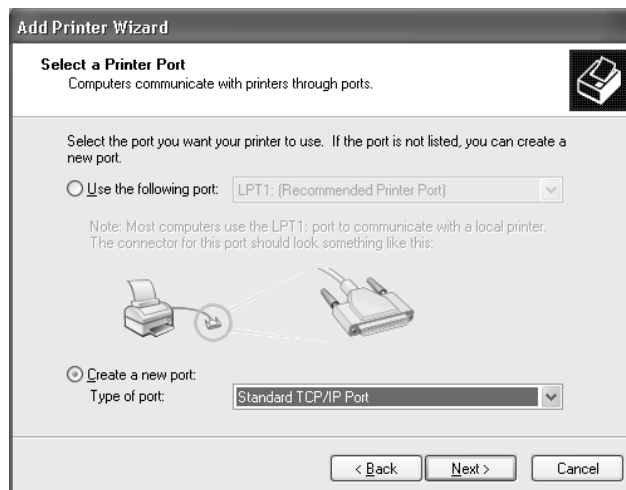 Add Printer Wizard
Select a Printer Port
Computers communicate with printers through ports.
Select the port you want your printer to use. If the port is not listed, you can create a
new port.
Use the following port: LPT1: (Recommended Printer Port)
Note: Most computers use the LPT1: port to communicate with a local printer.
The connector for this port should look something like this:
Create a new port:
Type of port: Standard TCP/IP Port
< Back Next > Cancel